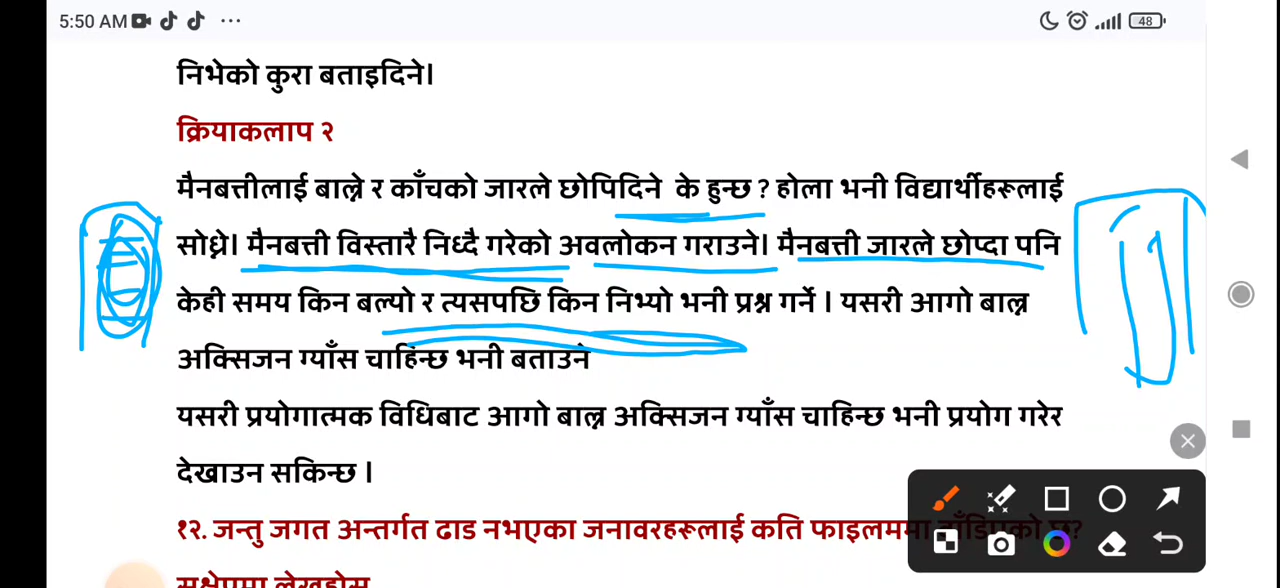 5:50 AM
48
निभेको कुरा बताइदिने।
क्रियाकलाप २
मैनबत्तीलाई बाल्ने र काँचको जारले छोपिदिने के हुन्छ ? होला भनी विद्यार्थीहरूलाई
सोध्ने। मैनबत्ती विस्तारै निध्दै गरेको अवलोकन गराउने। मैनबत्ती जारले छोप्दा पनि
केही समय किन बल्यो र त्यसपछि किन निभ्यो भनी प्रश्न गर्ने । यसरी आगो बाल्न
अक्सिजन ग्याँस चाहिन्छ भनी बताउने
यसरी प्रयोगात्मक विधिबाट आगो बाल्न अक्सिजन ग्याँस चाहिन्छ भनी प्रयोग गरेर
देखाउन सकिन्छ ।
१२. जन्तु जगत अन्तर्गत ढाड नभएका जनावरहरूलाई कति फाइलममा